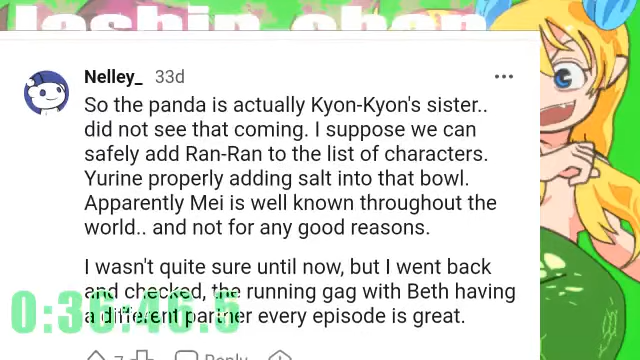 Jashin-chan
Nelley_ 33d
So the panda is actually Kyon-Kyon's sister..
did not see that coming. I suppose we can
safely add Ran-Ran to the list of characters.
Yurine properly adding salt into that bowl.
Apparently Mei is well known throughout the
world.. and not for any good reasons.
I wasn't quite sure until now, but I went back
and checked, the running gag with Beth having
a different partner every episode is great.
0:36:46.5
7 Reply